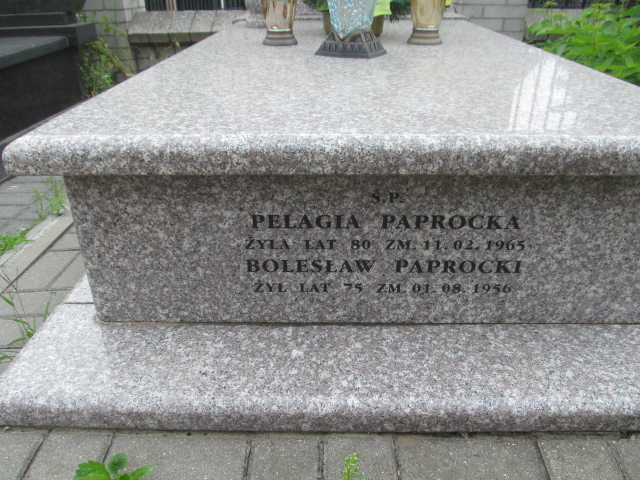 Ś.P.
PELAGIA PAPROCKA
ŻYŁA LAT 80 ZM. 11.02.1965
BOLESŁAW PAPROCKI
ŻYŁ LAT 75 ZM. 01.08.1956